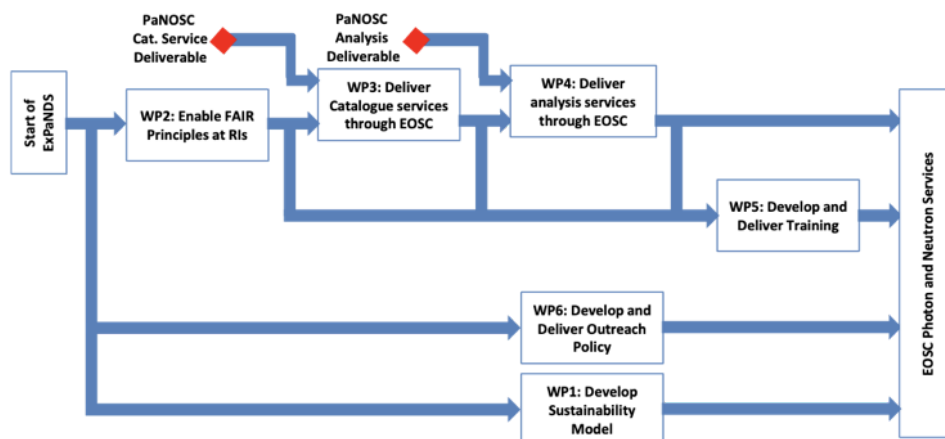 PaNOSC
Cat. Service
Deliverable
PaNOSC
Analysis
Deliverable
Start of
ExPaNDS
WP2: Enable FAIR
Principles at RIs
WP3: Deliver
Catalogue services
through EOSC
WP4: Deliver
analysis services
through EOSC
WP5: Develop and
Deliver Training
WP6: Develop and
Deliver Outreach
Policy
WP1: Develop
Sustainability
Model
EOSC Photon and Neutron Services